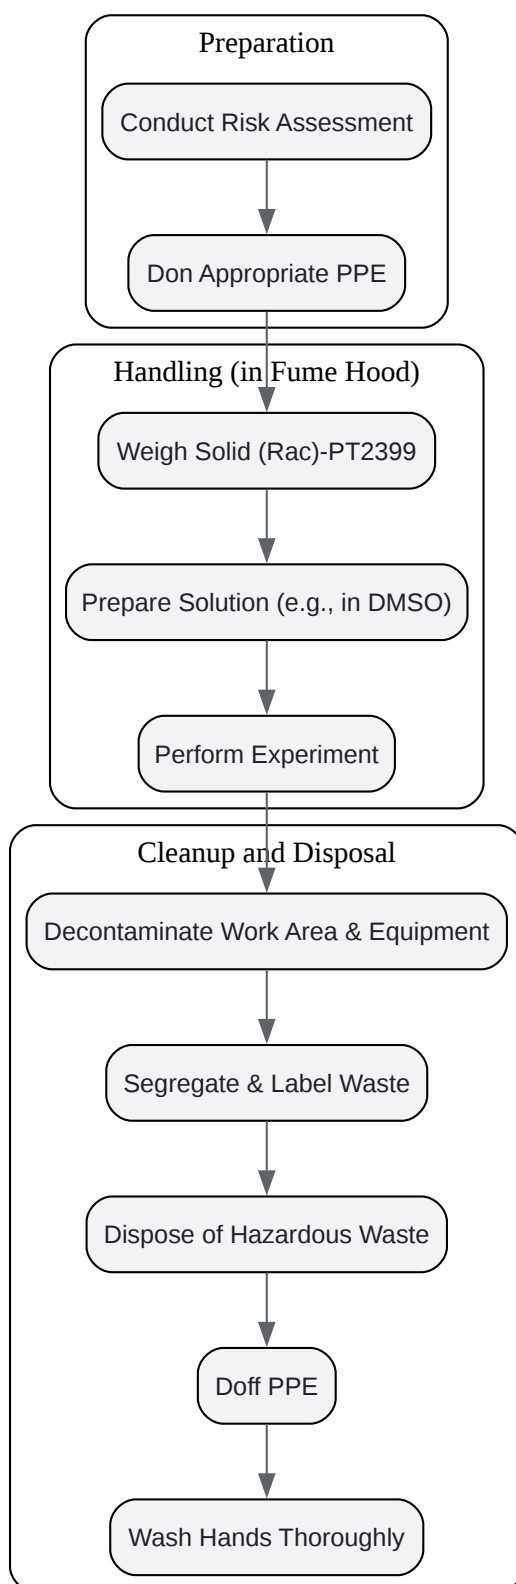 Preparation
Conduct Risk Assessment
Don Appropriate PPE
Handling (in Fume Hood)
Weigh Solid (Rac)-PT2399
Prepare Solution (e.g., in DMSO)
Perform Experiment
Cleanup and Disposal
Decontaminate Work Area & Equipment
Segregate & Label Waste
Dispose of Hazardous Waste
Doff PPE
Wash Hands Thoroughly